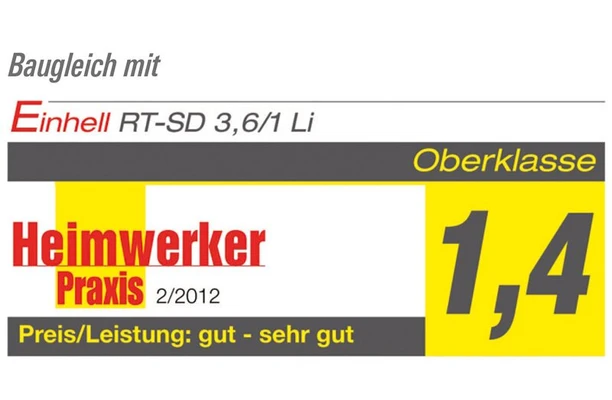 Baugleich mit
Einhell RT-SD 3,6/1 Li
Oberklasse
Heimwerker
Praxis 2/2012
1,4
Preis/Leistung: gut - sehr gut